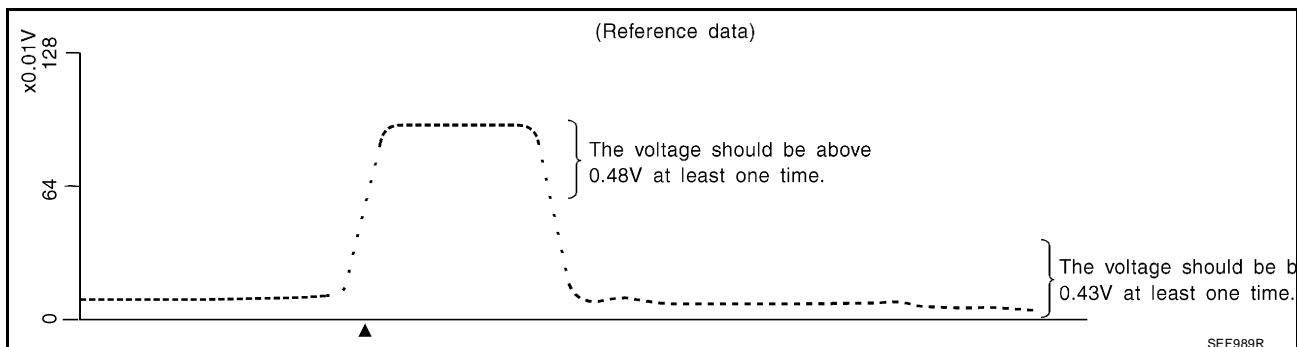 (Reference data)
x0.01V
128
64
0
The voltage should be above
0.48V at least one time.
The voltage should be
0.43V at least one time.
SEF989R